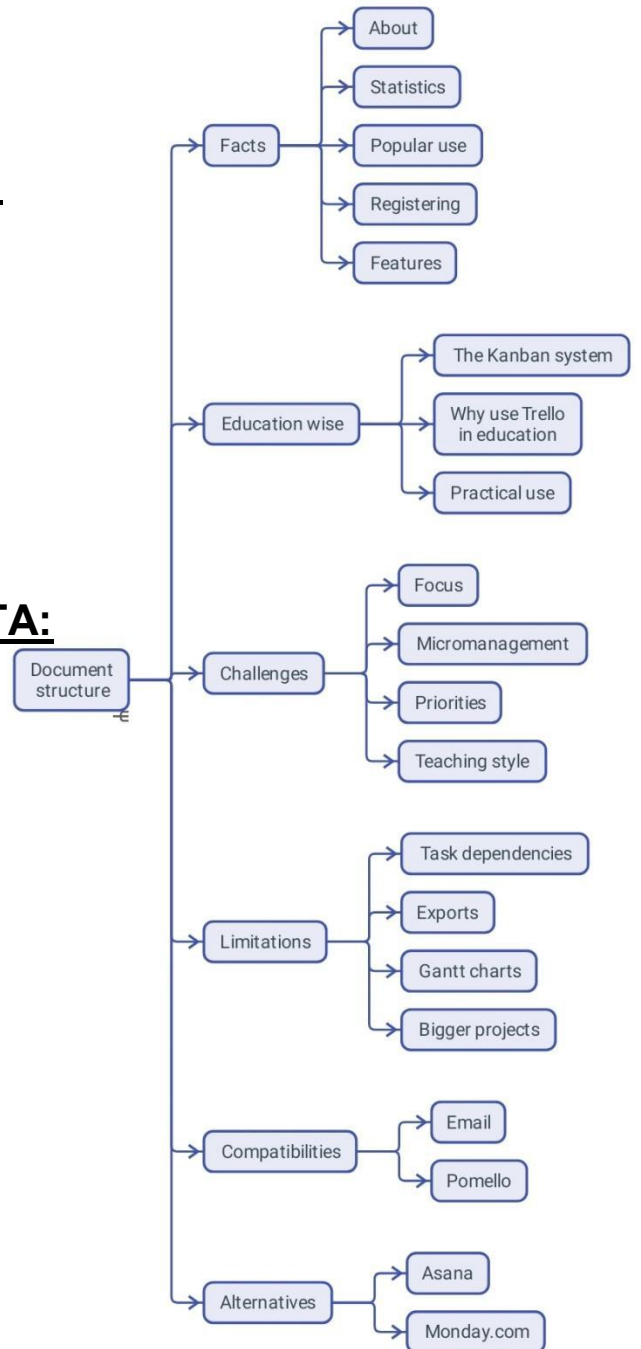 About
Statistics
Facts
Popular use
Registering
Features
The Kanban system
Education wise
Why use Trello
in education
Practical use
TA:
Document
structure
Focus
Micromanagement
Challenges
Priorities
Teaching style
Task dependencies
Exports
Limitations
Gantt charts
Bigger projects
Email
Compatibilities
Pomello
Asana
Alternatives
Monday.com